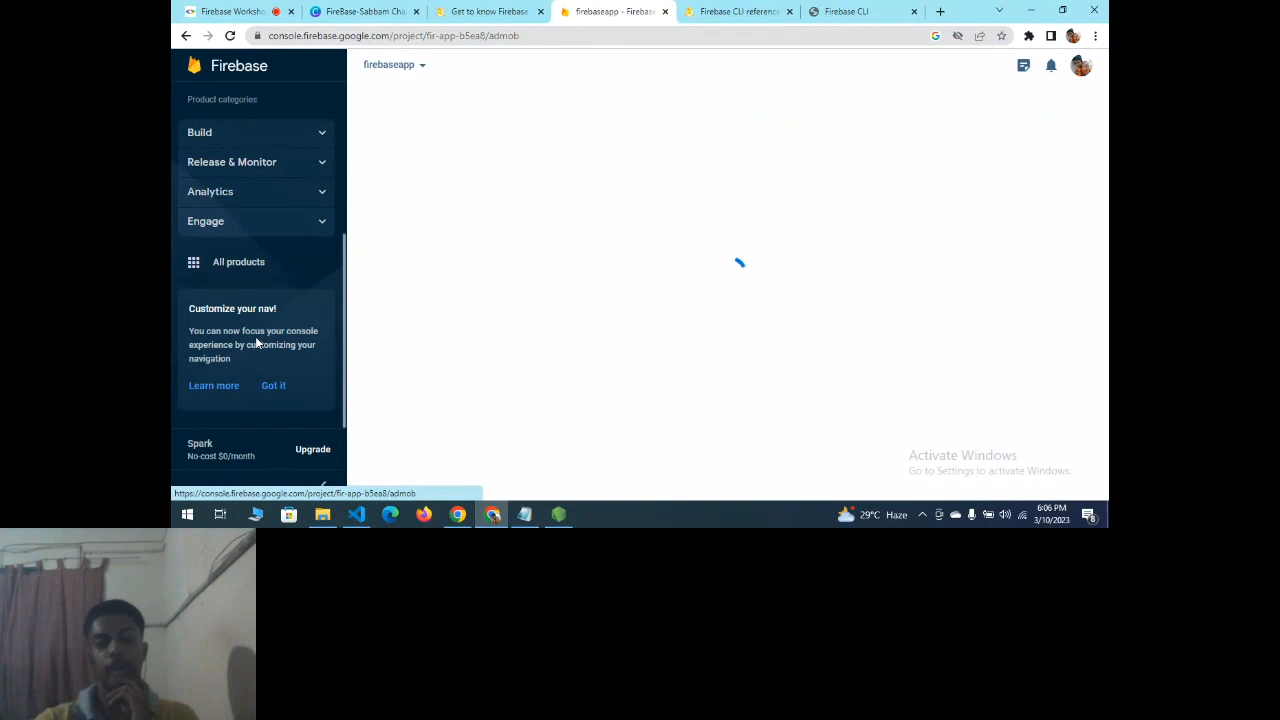 Firebase Worksh
FireBase-Sabbam Cha
Get to know Firebase
firebaseapp - Firebase
Firebase CLI reference
Firebase CLI
console.firebase.google.com/project/fir-app-b5ea8/admob
Firebase
firebaseapp
Product categories
Build
Release & Monitor
Analytics
Engage
All products
Customize your nav!
You can now focus your console
experience by customizing your
navigation
Learn more
Got it
Spark
No-cost $0/month
Upgrade
Activate Windows
Go to Settings to activate Windows.
https://console.firebase.google.com/project/fir-app-b5ea8/admob
29°C Haze
6:06 PM
3/10/2023
8